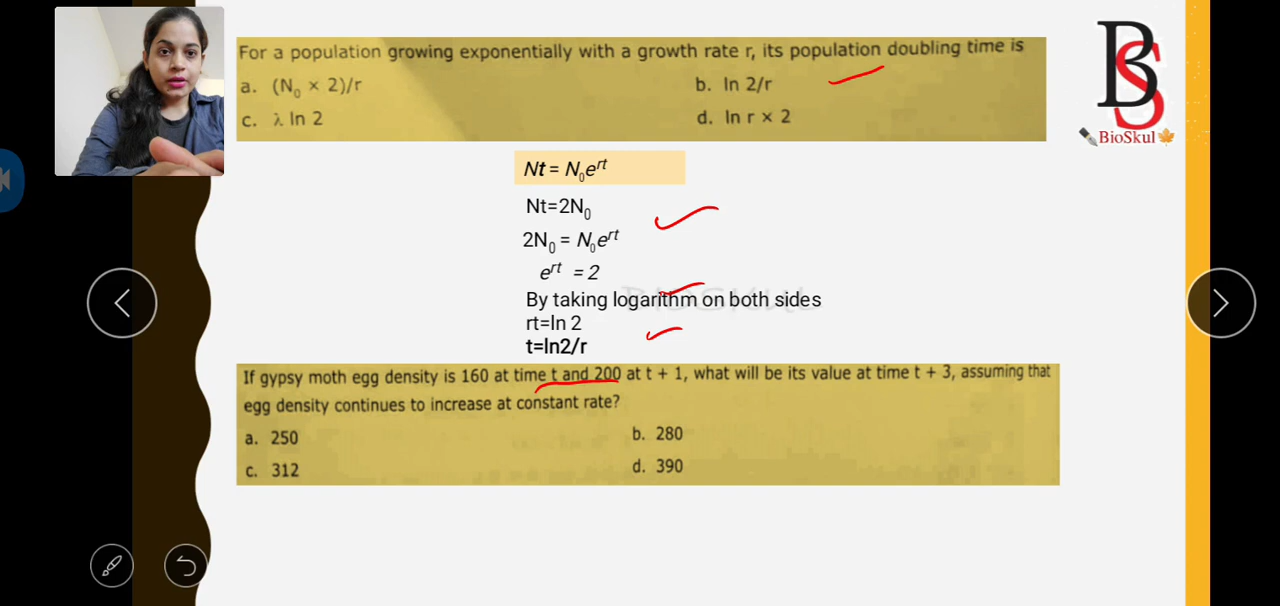 For a population growing exponentially with a growth rate r, its population doubling time is
a. (N₀ × 2)/r
b. ln 2/r
c. λ ln 2
d. ln r × 2
BS
BioSkul
Nt = N₀eʳᵗ
Nt=2N₀
2N₀ = N₀eʳᵗ
eʳᵗ = 2
BIOSKUL
By taking logarithm on both sides
rt=ln 2
t=ln2/r
If gypsy moth egg density is 160 at time t and 200 at t + 1, what will be its value at time t + 3, assuming that
egg density continues to increase at constant rate?
a. 250
b. 280
c. 312
d. 390